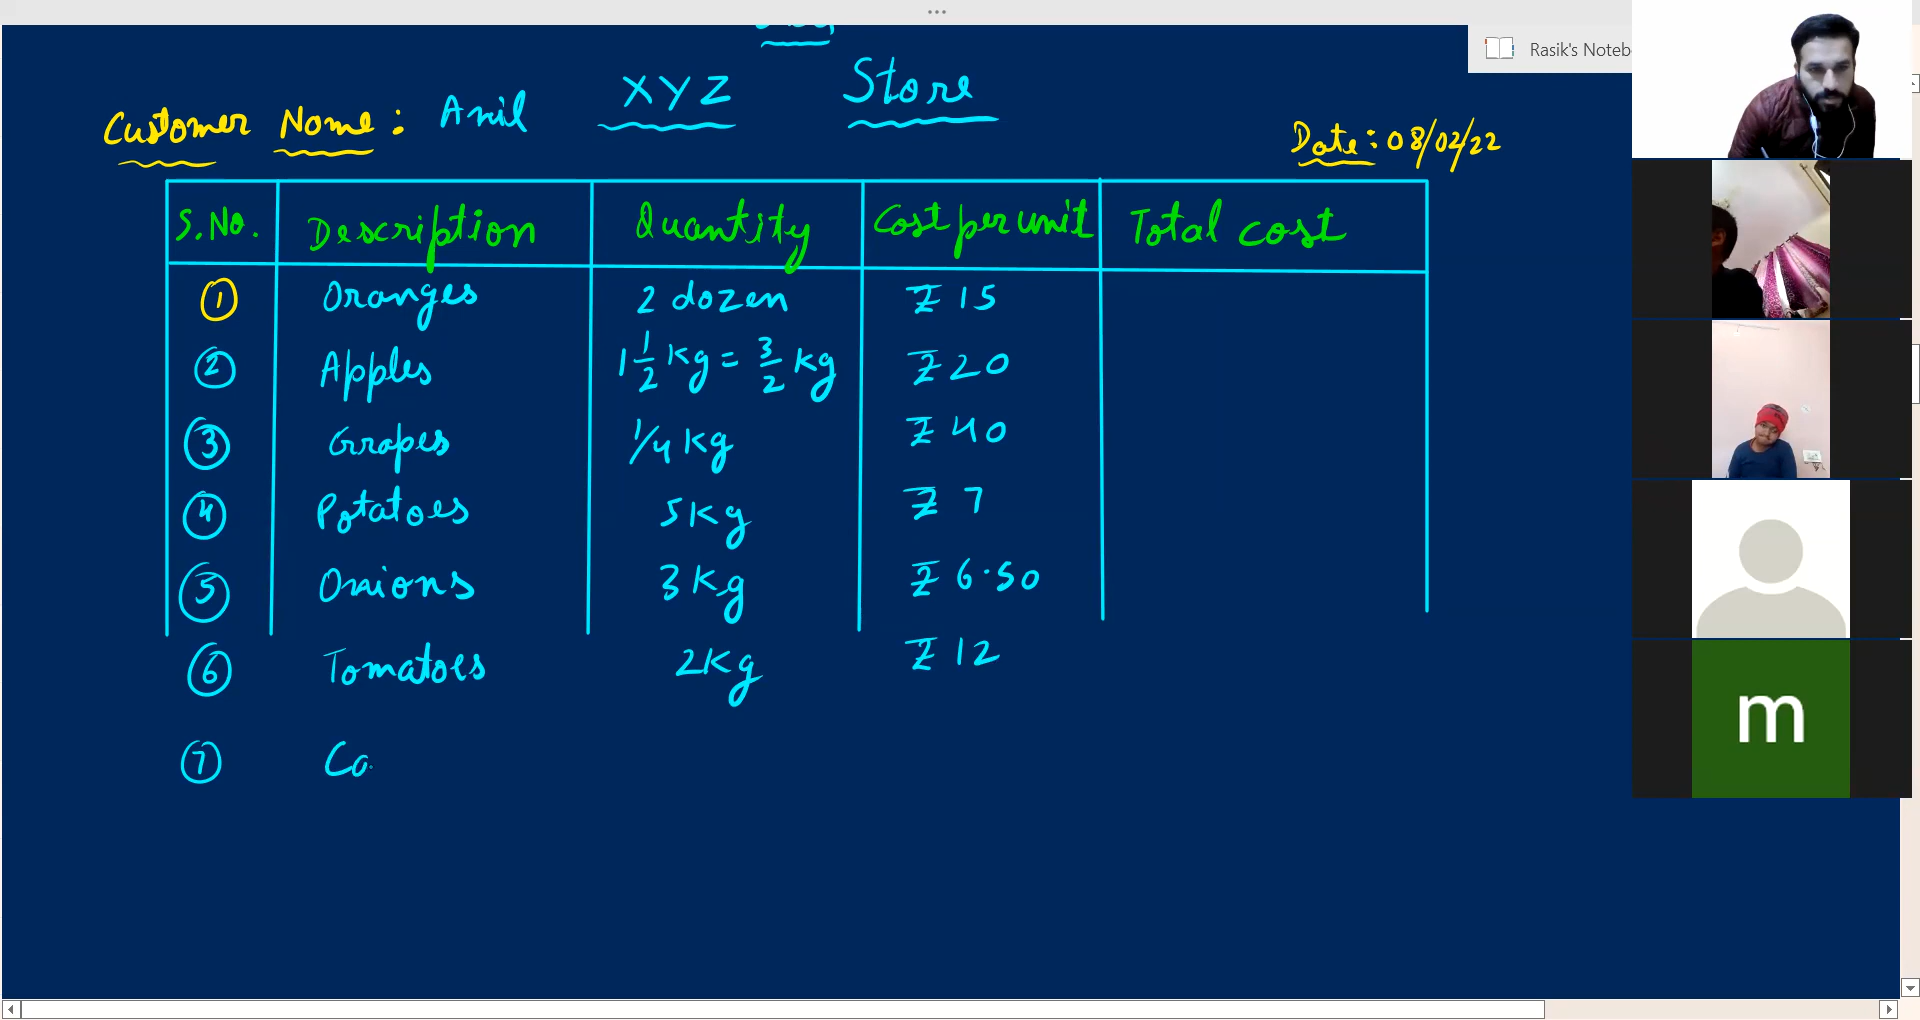 Rasik's Noteb
XYZ Store
Customer Name: Anil
Date: 08/02/22
S.No. Description Quantity Cost per unit Total cost
1 Oranges 2 dozen ₹ 15
2 Apples 1 1/2 kg = 3/2 kg ₹ 20
3 Grapes 1/4 kg ₹ 40
4 Potatoes 5 kg ₹ 7
5 Onions 3 kg ₹ 6.50
6 Tomatoes 2 kg ₹ 12
7 Ca
m